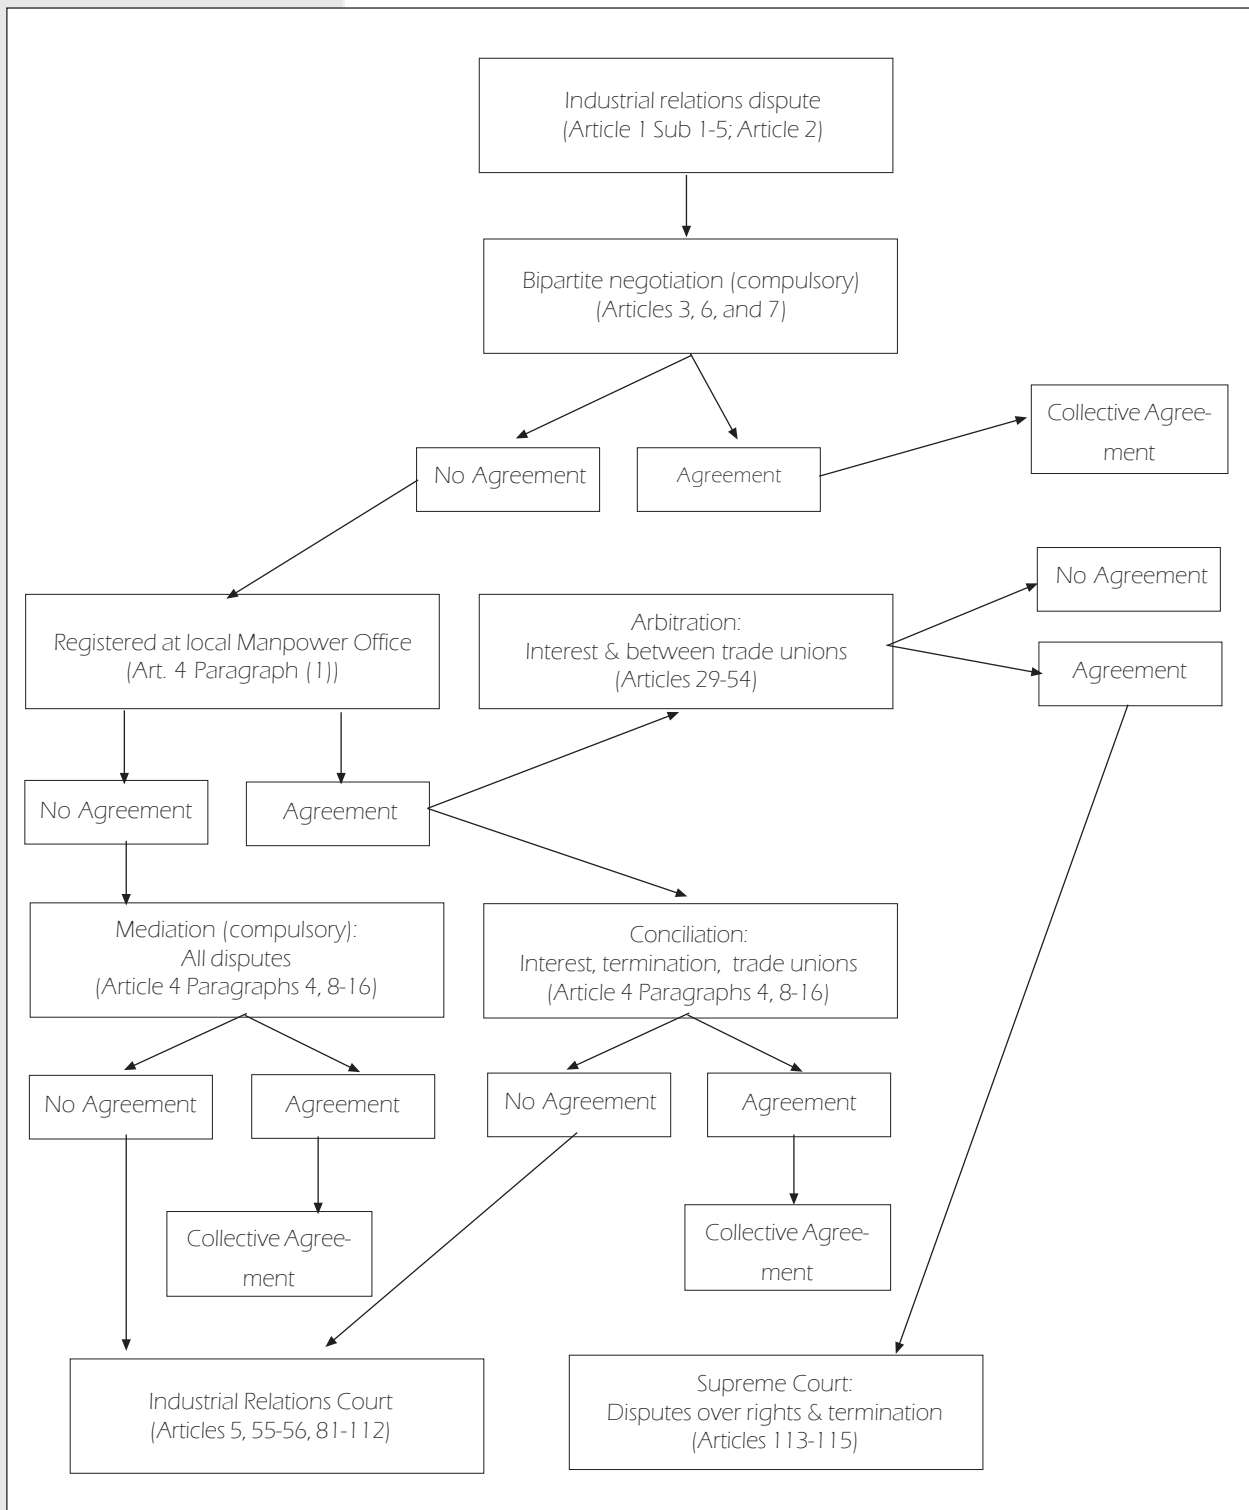 Industrial relations dispute
(Article 1 Sub 1-5; Article 2)
Bipartite negotiation (compulsory)
(Articles 3, 6, and 7)
Collective Agree-
ment
No Agreement
Agreement
No Agreement
Registered at local Manpower Office
(Art. 4 Paragraph (1))
Arbitration:
Interest & between trade unions
(Articles 29-54)
Agreement
No Agreement
Agreement
Mediation (compulsory):
All disputes
(Article 4 Paragraphs 4, 8-16)
Conciliation:
Interest, termination, trade unions
(Article 4 Paragraphs 4, 8-16)
No Agreement
Agreement
No Agreement
Agreement
Collective Agree-
ment
Collective Agree-
ment
Industrial Relations Court
(Articles 5, 55-56, 81-112)
Supreme Court:
Disputes over rights & termination
(Articles 113-115)